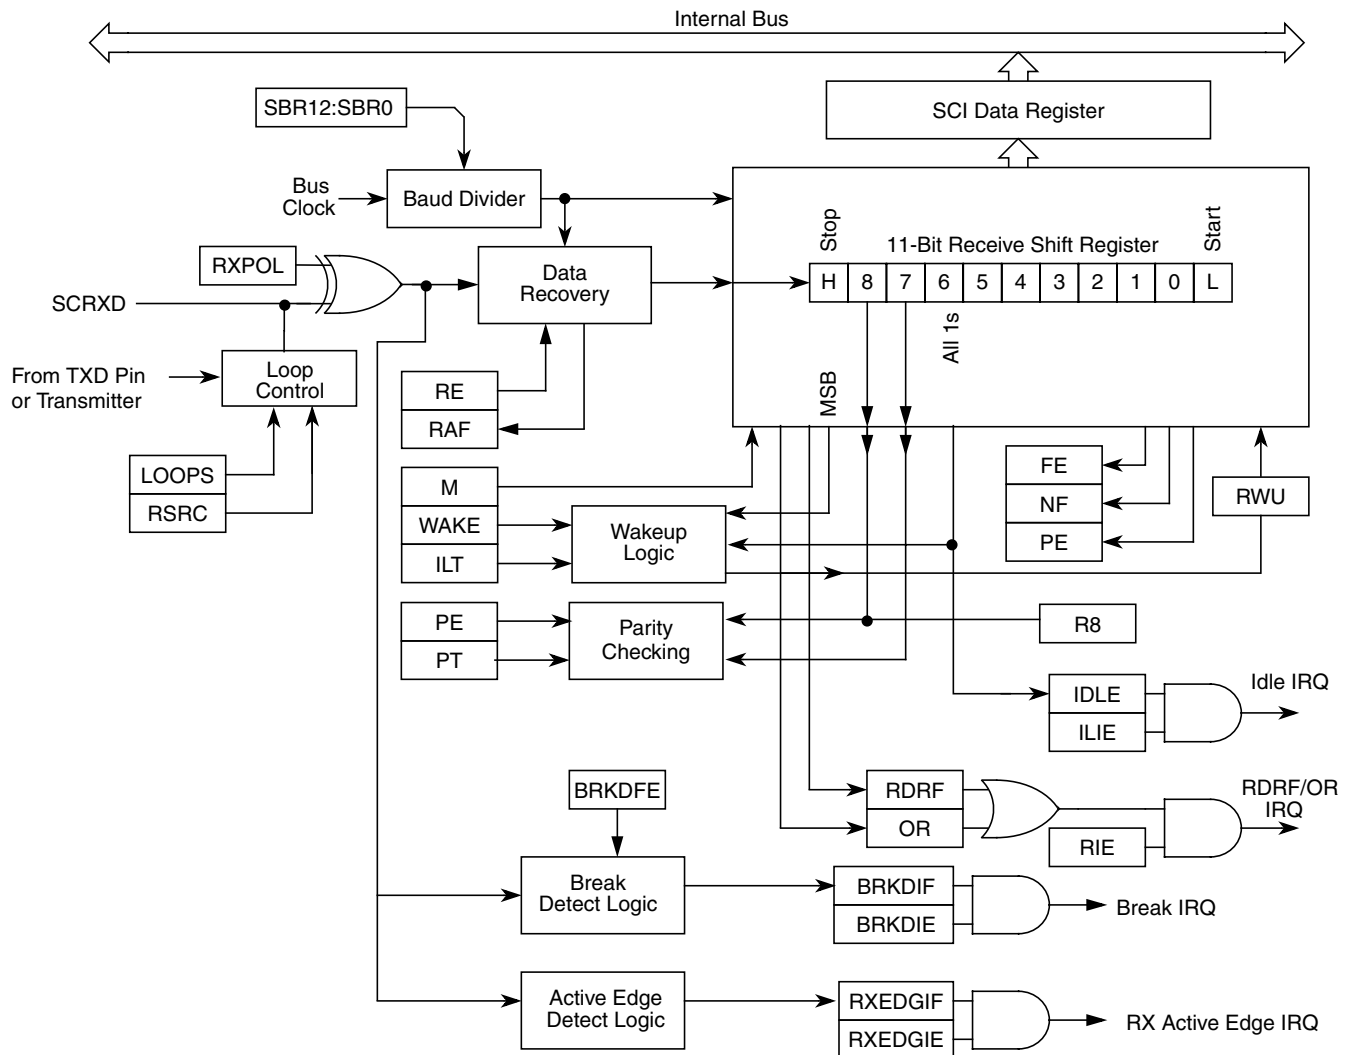 Internal Bus
SBR12:SBR0
SCI Data Register
Bus
Clock
Baud Divider
Stop
11-Bit Receive Shift Register
Start
RXPOL
Data
Recovery
H 8 7 6 5 4 3 2 1 0 L
SCRXD
All 1s
From TXD Pin
or Transmitter
Loop
Control
MSB
RE
RAF
LOOPS
RSRC
M
WAKE
ILT
Wakeup
Logic
FE
NF
PE
RWU
PE
PT
Parity
Checking
R8
IDLE
ILIE
Idle IRQ
BRKDFE
RDRF
OR
RIE
RDRF/OR
IRQ
Break
Detect Logic
BRKDIF
BRKDIE
Break IRQ
Active Edge
Detect Logic
RXEDGIF
RXEDGIE
RX Active Edge IRQ